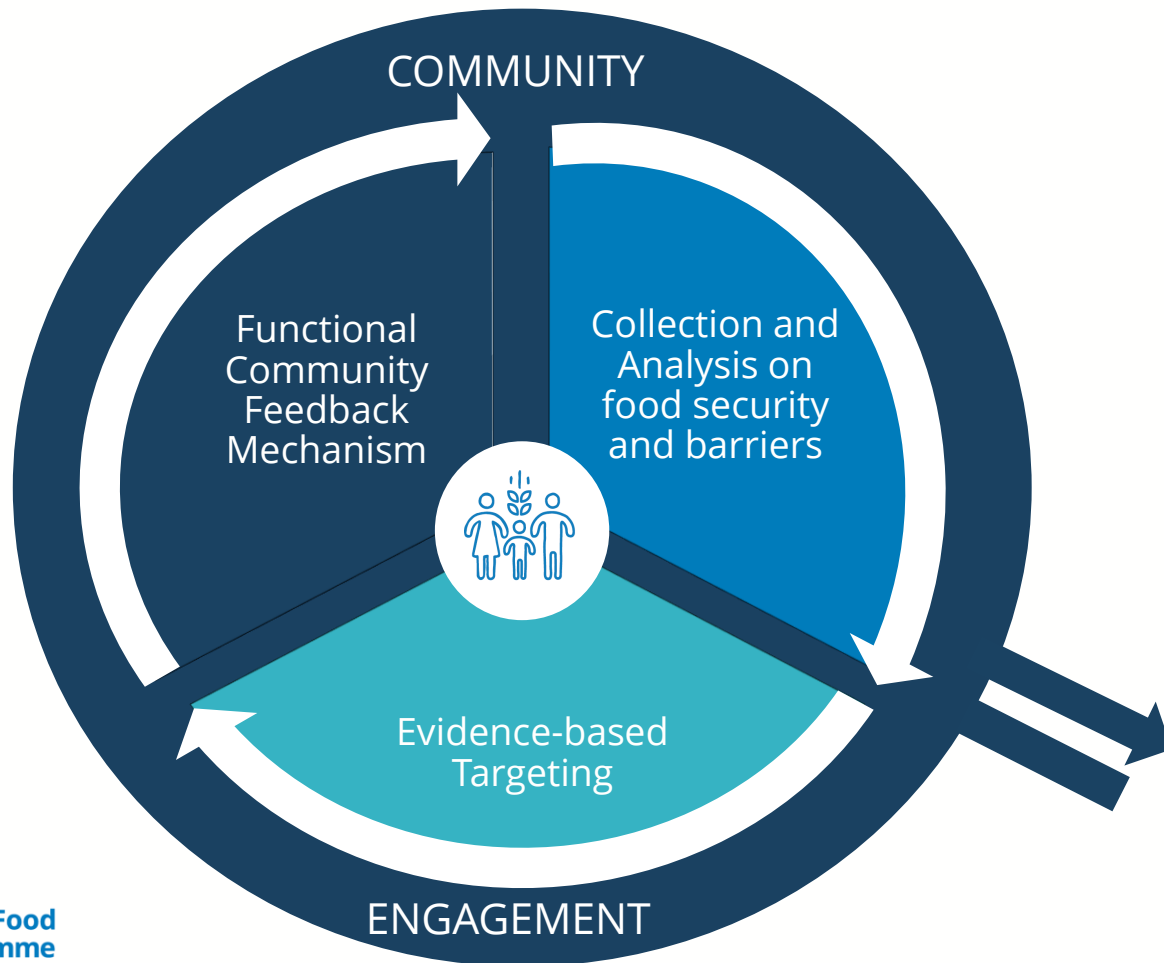 COMMUNITY
Functional
Community
Feedback
Mechanism
Collection and
Analysis on
food security
and barriers
Evidence-based
Targeting
ENGAGEMENT
Food
mme